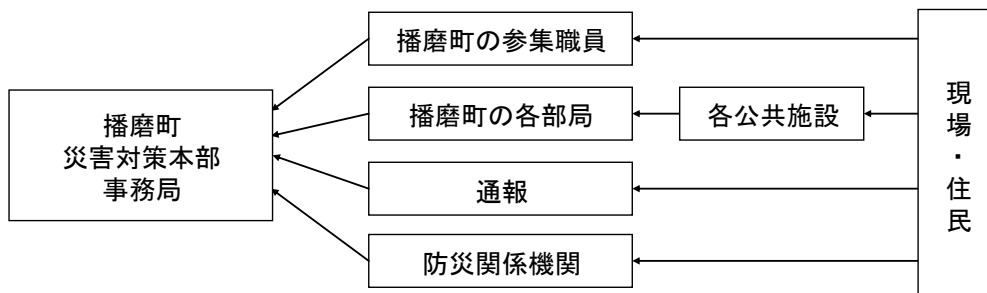 播磨町
災害対策本部
事務局
播磨町の参集職員
播磨町の各部局
各公共施設
通報
防災関係機関
現場・住民